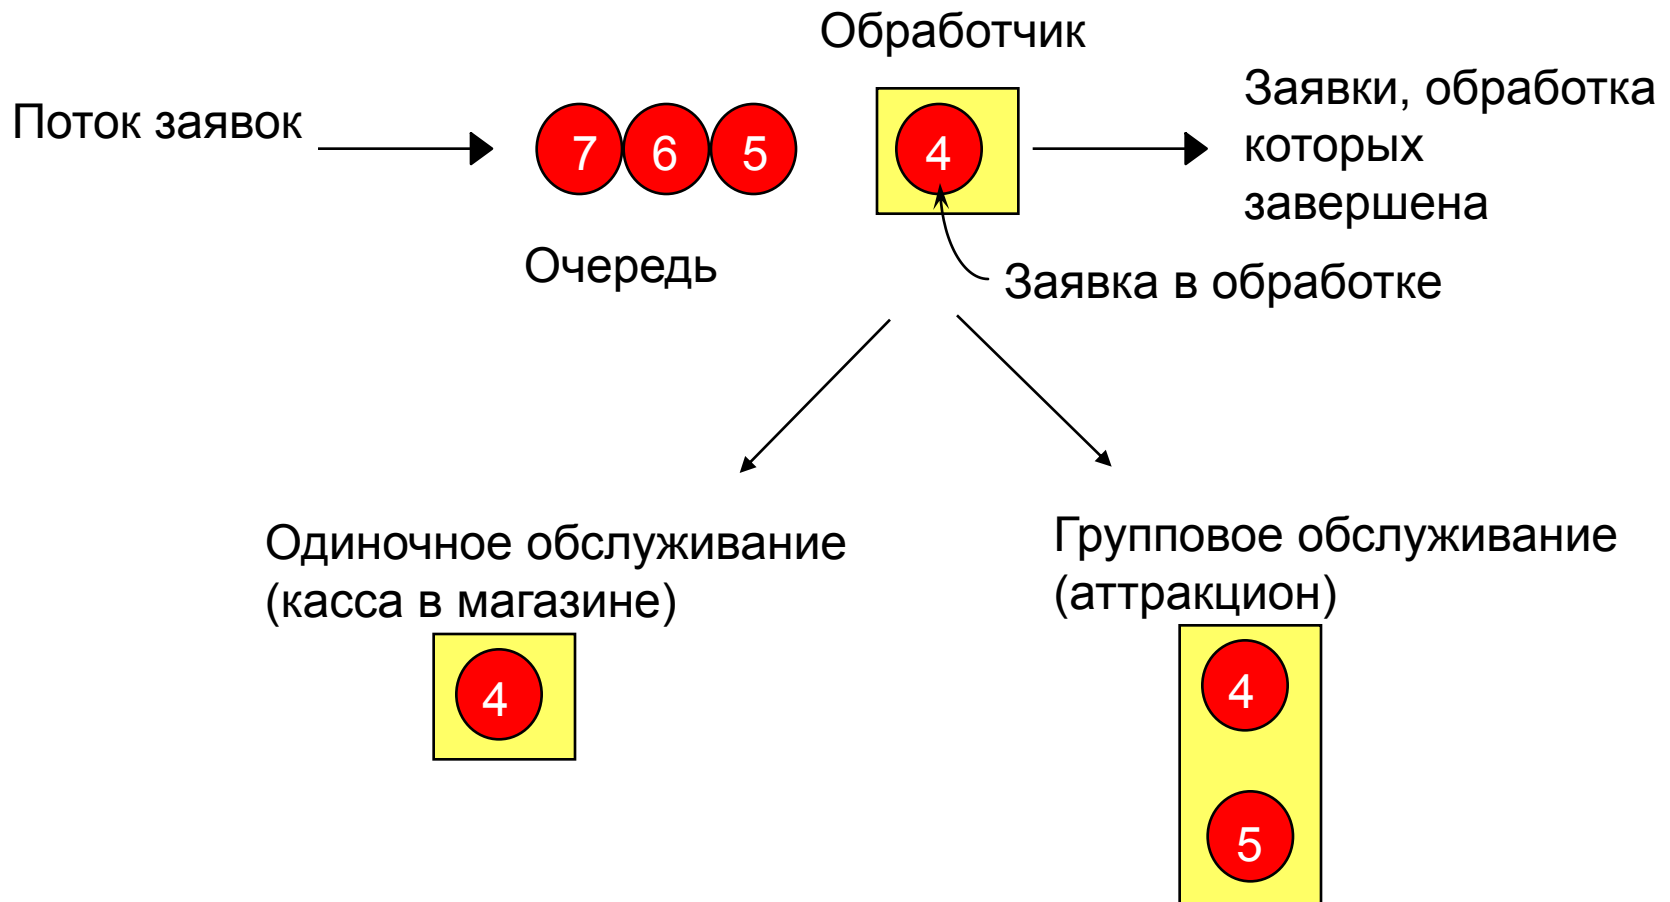 Обработчик
Поток заявок
7 6 5
4
Заявки, обработка
которых
завершена
Очередь
Заявка в обработке
Одиночное обслуживание
(касса в магазине)
4
Групповое обслуживание
(аттракцион)
4
5